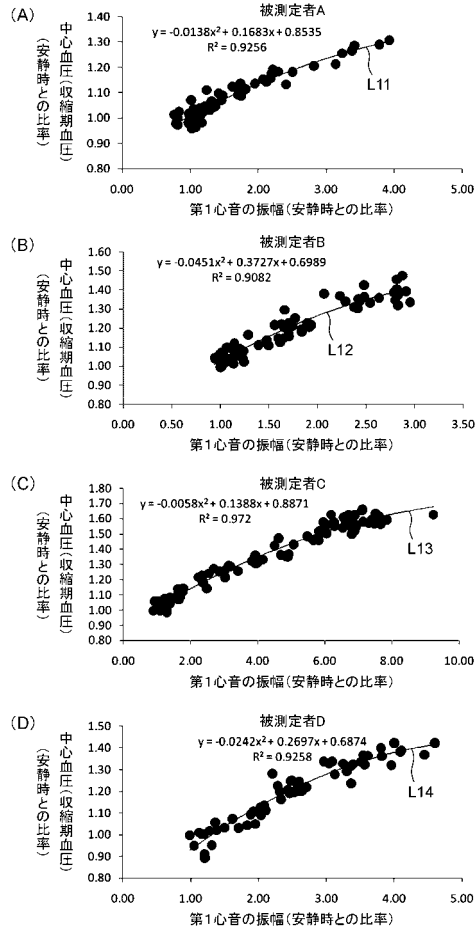 (A)
被測定者A
y = -0.0138x² + 0.1683x + 0.8535
R² = 0.9256
中心血圧(収縮期血圧)
(安静時との比率)
1.40
1.30
1.20
1.10
1.00
0.90
0.80
L11
0.00 1.00 2.00 3.00 4.00 5.00
第1心音の振幅(安静時との比率)
(B)
被測定者B
y = -0.0451x² + 0.3727x + 0.6989
R² = 0.9082
中心血圧(収縮期血圧)
(安静時との比率)
1.60
1.50
1.40
1.30
1.20
1.10
1.00
0.90
0.80
L12
0.00 0.50 1.00 1.50 2.00 2.50 3.00 3.50
第1心音の振幅(安静時との比率)
(C)
被測定者C
y = -0.0058x² + 0.1388x + 0.8871
R² = 0.972
中心血圧(収縮期血圧)
(安静時との比率)
1.80
1.70
1.60
1.50
1.40
1.30
1.20
1.10
1.00
0.90
0.80
L13
0.00 2.00 4.00 6.00 8.00 10.00
第1心音の振幅(安静時との比率)
(D)
被測定者D
y = -0.0242x² + 0.2697x + 0.6874
R² = 0.9258
中心血圧(収縮期血圧)
(安静時との比率)
1.50
1.40
1.30
1.20
1.10
1.00
0.90
0.80
L14
0.00 1.00 2.00 3.00 4.00 5.00
第1心音の振幅(安静時との比率)